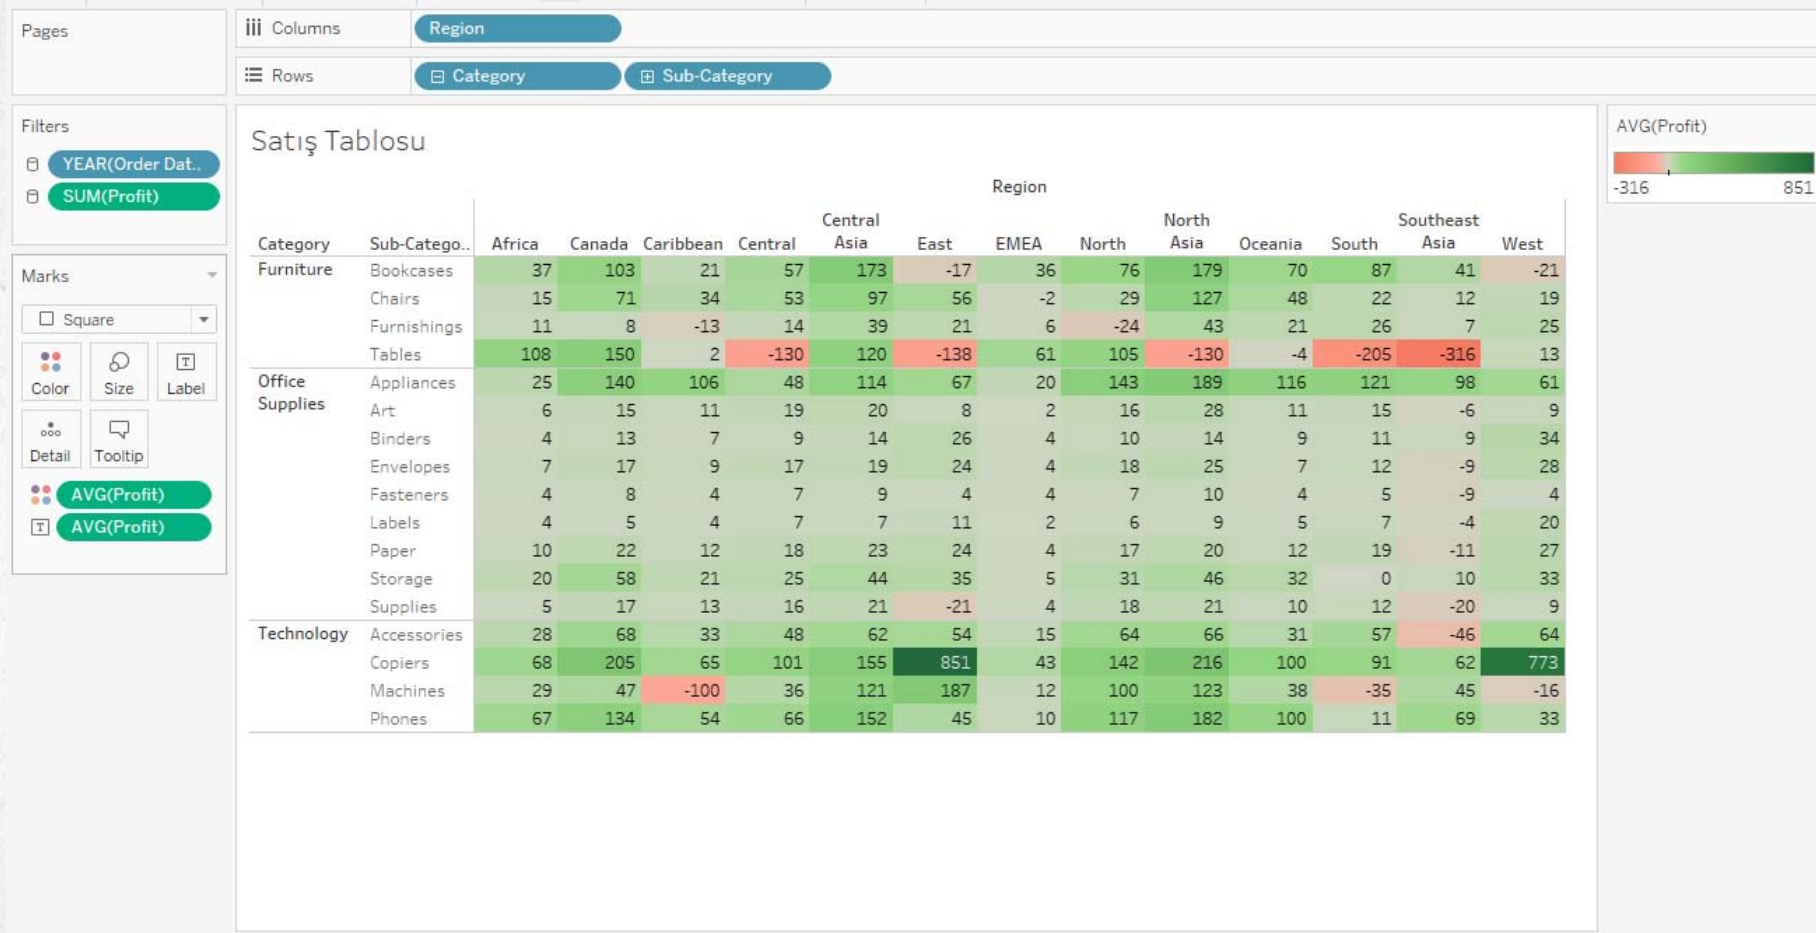 Pages
Columns
Region
Rows
Category
Sub-Category
Filters
YEAR(Order Dat..
SUM(Profit)
Marks
Square
Color Size Label
Detail Tooltip
AVG(Profit)
AVG(Profit)
Satış Tablosu
Region
Category Sub-Catego.. Africa Canada Caribbean Central Central Asia East EMEA North North Asia Oceania South Southeast Asia West
Furniture Bookcases 37 103 21 57 173 -17 36 76 179 70 87 41 -21
Chairs 15 71 34 53 97 56 -2 29 127 48 22 12 19
Furnishings 11 8 -13 14 39 21 6 -24 43 21 26 7 25
Tables 108 150 2 -130 120 -138 61 105 -130 -4 -205 -316 13
Office Supplies Appliances 25 140 106 48 114 67 20 143 189 116 121 98 61
Art 6 15 11 19 20 8 2 16 28 11 15 -6 9
Binders 4 13 7 9 14 26 4 10 14 9 11 9 34
Envelopes 7 17 9 17 19 24 4 18 25 7 12 -9 28
Fasteners 4 8 4 7 9 4 4 7 10 4 5 -9 4
Labels 4 5 4 7 7 11 2 6 9 5 7 -4 20
Paper 10 22 12 18 23 24 4 17 20 12 19 -11 27
Storage 20 58 21 25 44 35 5 31 46 32 0 10 33
Supplies 5 17 13 16 21 -21 4 18 21 10 12 -20 9
Technology Accessories 28 68 33 48 62 54 15 64 66 31 57 -46 64
Copiers 68 205 65 101 155 851 43 142 216 100 91 62 773
Machines 29 47 -100 36 121 187 12 100 123 38 -35 45 -16
Phones 67 134 54 66 152 45 10 117 182 100 11 69 33
AVG(Profit)
-316 851